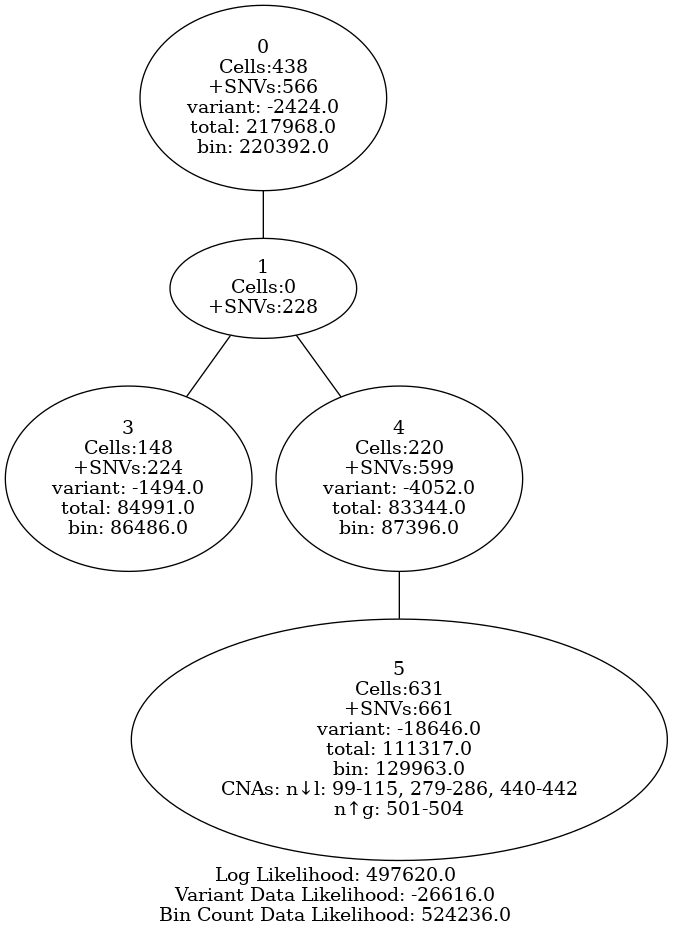 0
Cells:438
+SNVs:566
variant: -2424.0
total: 217968.0
bin: 220392.0
1
Cells:0
+SNVs:228
3
Cells:148
+SNVs:224
variant: -1494.0
total: 84991.0
bin: 86486.0
4
Cells:220
+SNVs:599
variant: -4052.0
total: 83344.0
bin: 87396.0
5
Cells:631
+SNVs:661
variant: -18646.0
total: 111317.0
bin: 129963.0
CNAs: n↓l: 99-115, 279-286, 440-442
n↑g: 501-504
Log Likelihood: 497620.0
Variant Data Likelihood: -26616.0
Bin Count Data Likelihood: 524236.0